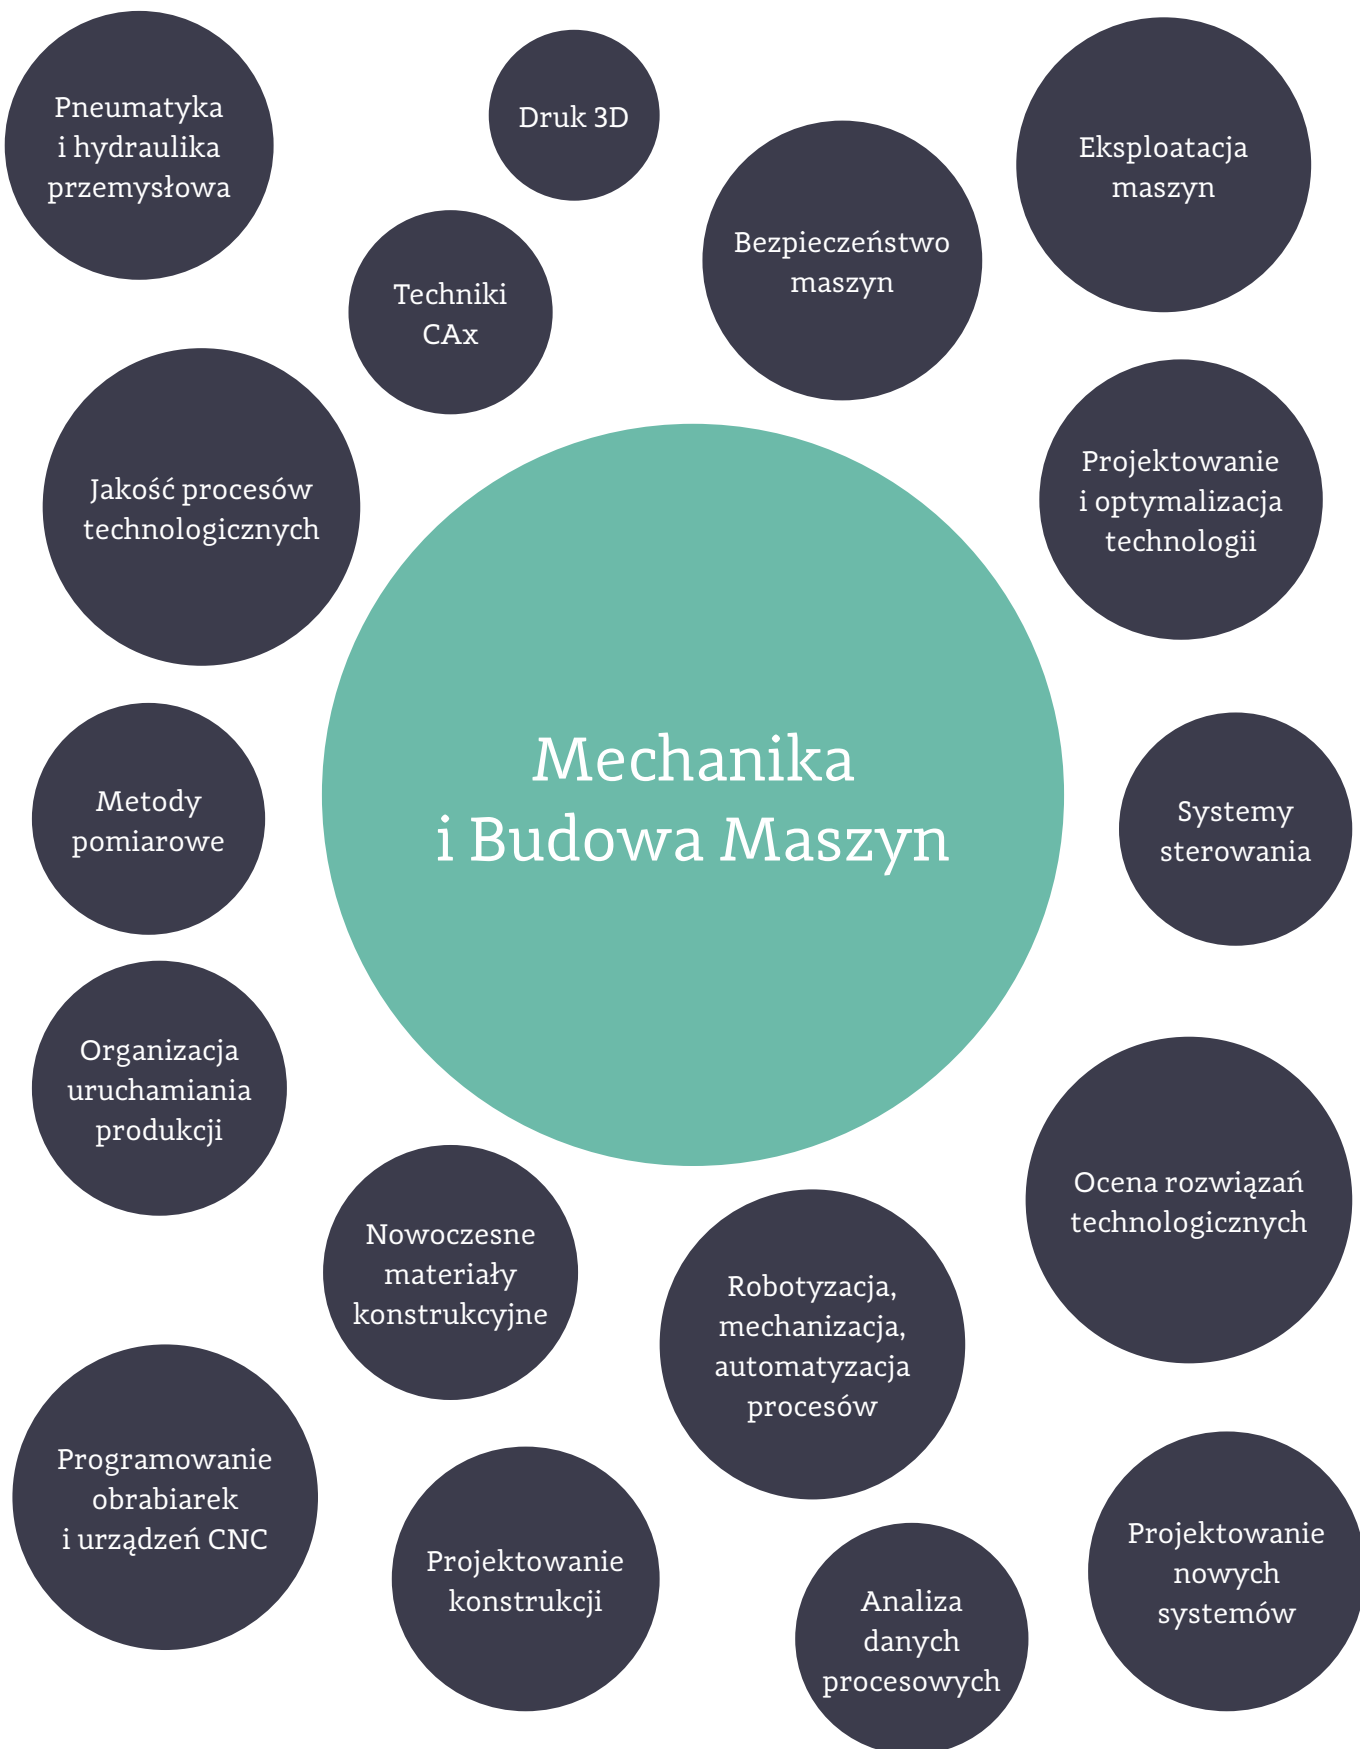 Pneumatyka
i hydraulika
przemysłowa
Druk 3D
Eksploatacja
maszyn
Bezpieczeństwo
maszyn
Techniki
CAx
Jakość procesów
technologicznych
Projektowanie
i optymalizacja
technologii
Mechanika
i Budowa Maszyn
Metody
pomiarowe
Systemy
sterowania
Organizacja
uruchamiania
produkcji
Ocena rozwiązań
technologicznych
Nowoczesne
materiały
konstrukcyjne
Robotyzacja,
mechanizacja,
automatyzacja
procesów
Programowanie
obrabiarek
i urządzeń CNC
Projektowanie
konstrukcji
Analiza
danych
procesowych
Projektowanie
nowych
systemów